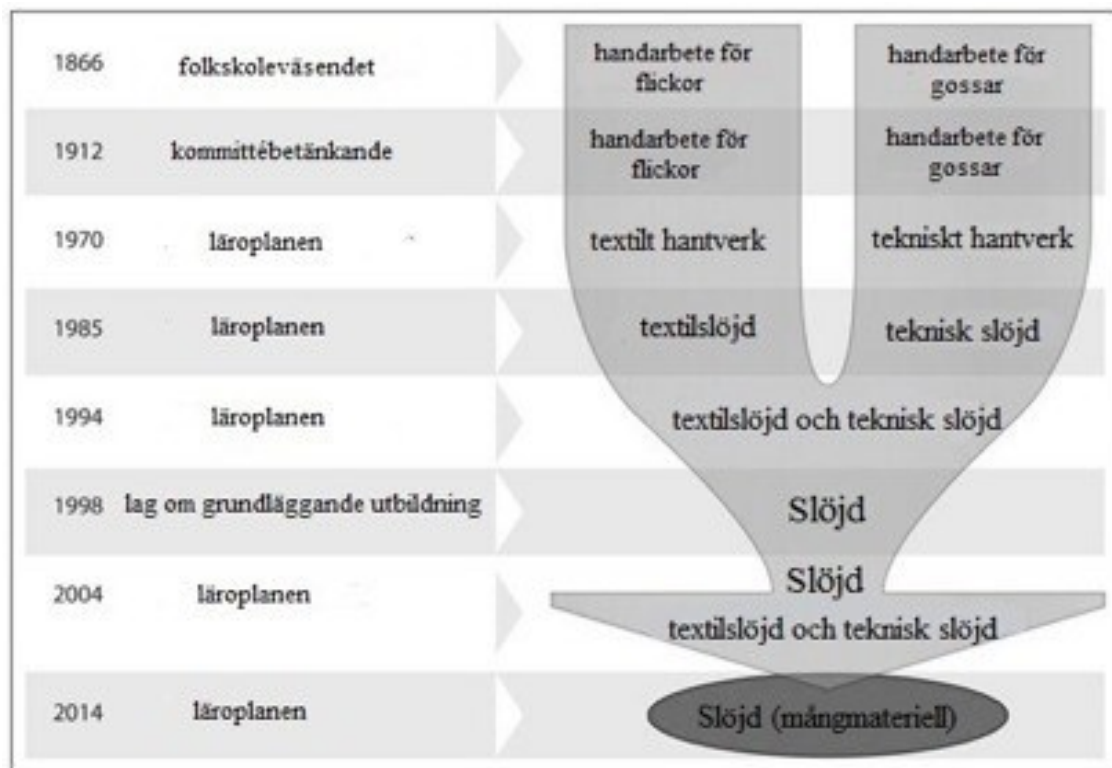 1866 folkskoleväsendet handarbete för flickor handarbete för gossar
1912 kommittébetänkande handarbete för flickor handarbete för gossar
1970 läroplanen textilt hantverk tekniskt hantverk
1985 läroplanen textilslöjd teknisk slöjd
1994 läroplanen textilslöjd och teknisk slöjd
1998 lag om grundläggande utbildning Slöjd
2004 läroplanen Slöjd
textilslöjd och teknisk slöjd
2014 läroplanen Slöjd (mångmateriell)